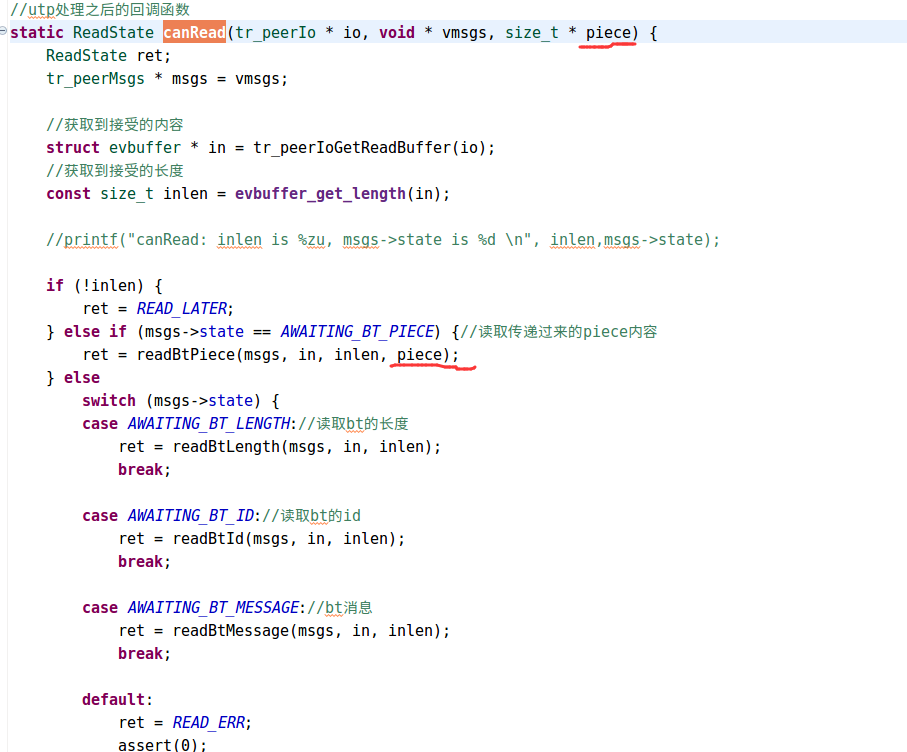 //utp处理之后的回调函数
static ReadState canRead(tr_peerIo * io, void * vmsgs, size_t * piece) {
ReadState ret;
tr_peerMsgs * msgs = vmsgs;
//获取到接受的内容
struct evbuffer * in = tr_peerIoGetReadBuffer(io);
//获取到接受的长度
const size_t inlen = evbuffer_get_length(in);
//printf("canRead: inlen is %zu, msgs->state is %d \n", inlen,msgs->state);
if (!inlen) {
ret = READ_LATER;
} else if (msgs->state == AWAITING_BT_PIECE) {//读取传递过来的piece内容
ret = readBtPiece(msgs, in, inlen, piece);
} else
switch (msgs->state) {
case AWAITING_BT_LENGTH://读取bt的长度
ret = readBtLength(msgs, in, inlen);
break;
case AWAITING_BT_ID://读取bt的id
ret = readBtId(msgs, in, inlen);
break;
case AWAITING_BT_MESSAGE://bt消息
ret = readBtMessage(msgs, in, inlen);
break;
default:
ret = READ_ERR;
assert(0);